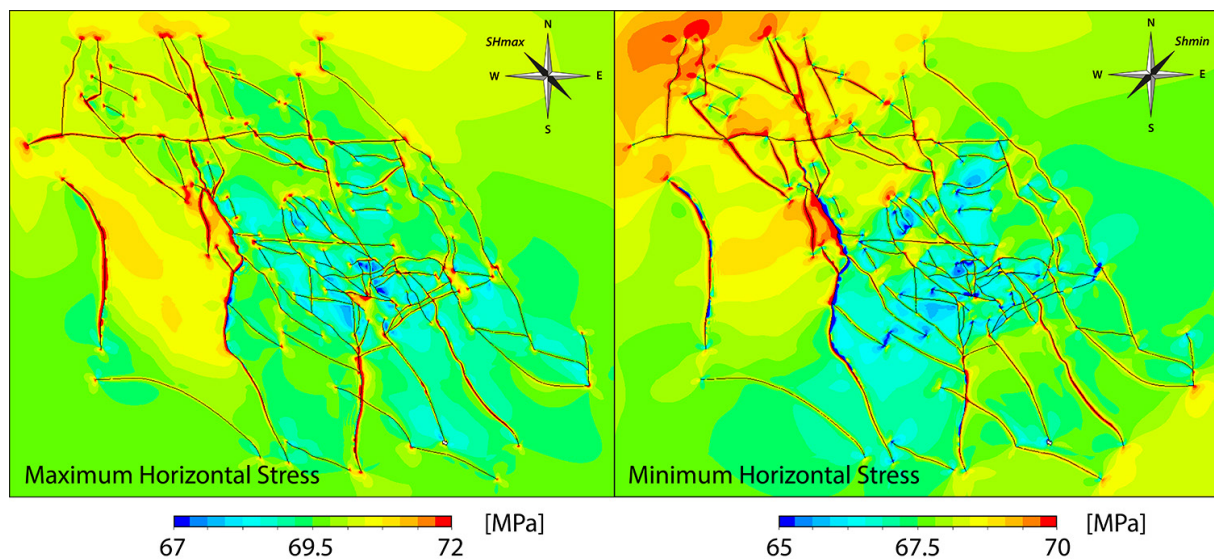 N
SHmax
W E
S
Maximum Horizontal Stress
N
Shmin
W E
S
Minimum Horizontal Stress
[MPa]
67 69.5 72
[MPa]
65 67.5 70